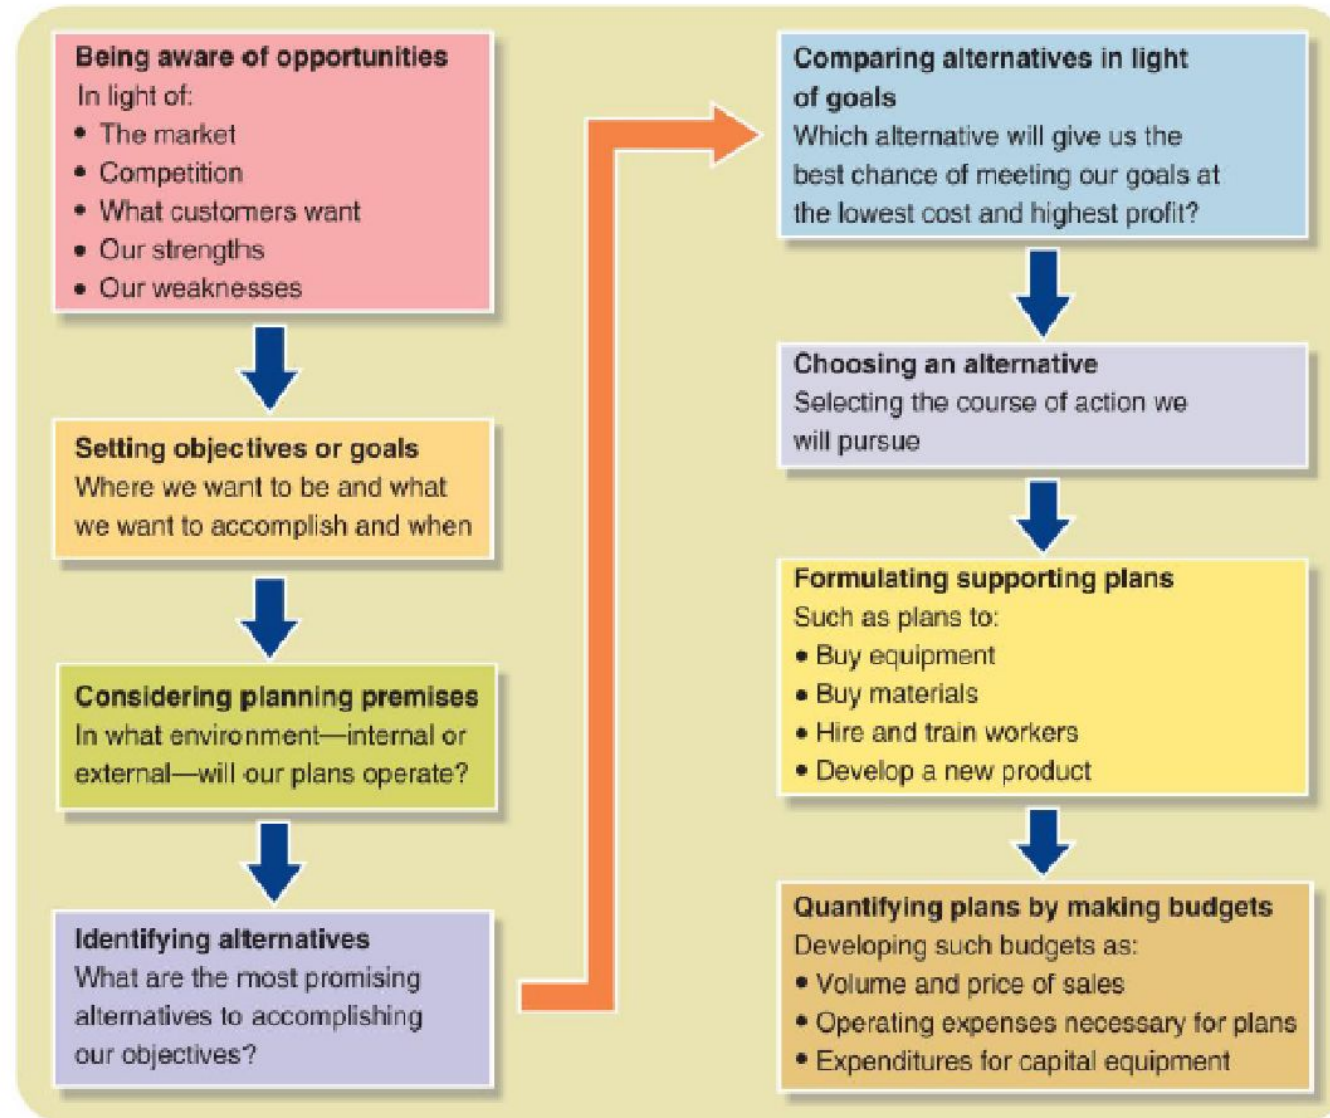 Being aware of opportunities
In light of:
• The market
• Competition
• What customers want
• Our strengths
• Our weaknesses
Setting objectives or goals
Where we want to be and what
we want to accomplish and when
Considering planning premises
In what environment—internal or
external—will our plans operate?
Identifying alternatives
What are the most promising
alternatives to accomplishing
our objectives?
Comparing alternatives in light
of goals
Which alternative will give us the
best chance of meeting our goals at
the lowest cost and highest profit?
Choosing an alternative
Selecting the course of action we
will pursue
Formulating supporting plans
Such as plans to:
• Buy equipment
• Buy materials
• Hire and train workers
• Develop a new product
Quantifying plans by making budgets
Developing such budgets as:
• Volume and price of sales
• Operating expenses necessary for plans
• Expenditures for capital equipment